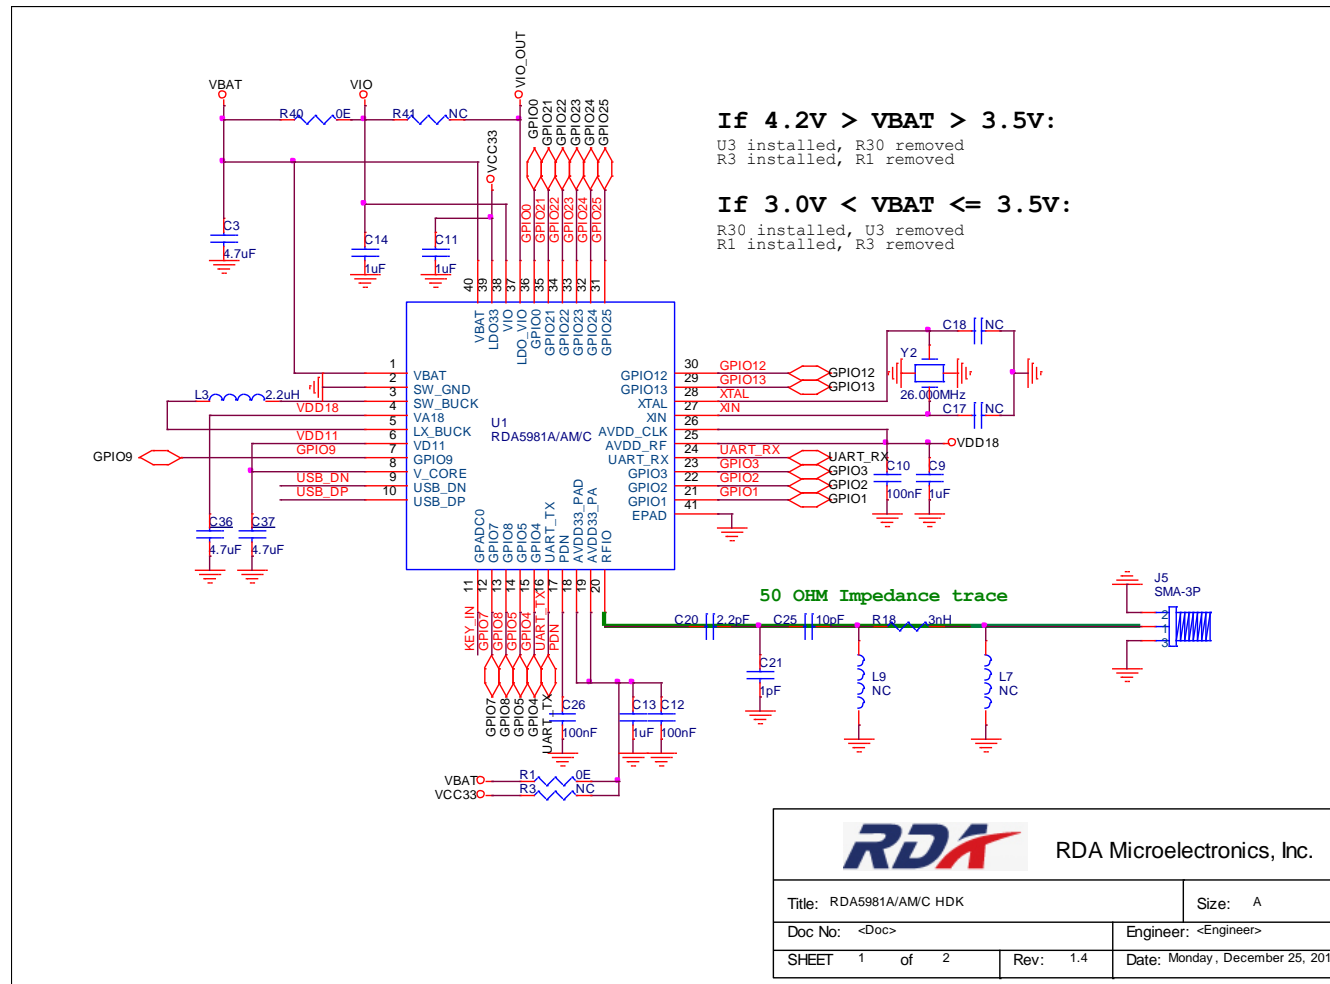 VBAT
VIO
VIO_OUT
R40
0E
R41
NC
VCC33
GPIO0
GPIO21
GPIO22
GPIO23
GPIO24
GPIO25
If 4.2V > VBAT > 3.5V:
U3 installed, R30 removed
R3 installed, R1 removed
If 3.0V < VBAT <= 3.5V:
R30 installed, U3 removed
R1 installed, R3 removed
GPIO0
GPIO21
GPIO22
GPIO23
GPIO24
GPIO25
C3
4.7uF
C14
1uF
C11
1uF
40
39
38
37
36
35
34
33
32
31
VBAT
LDO33
VIO
LDO_VIO
GPIO0
GPIO21
GPIO22
GPIO23
GPIO24
GPIO25
1
2
3
4
5
6
7
8
9
10
VBAT
SW_GND
SW_BUCK
VA18
LX_BUCK
VD11
GPIO9
V_CORE
USB_DN
USB_DP
L3
2.2uH
VDD18
VDD11
GPIO9
GPIO9
USB_DN
USB_DP
C36
4.7uF
C37
4.7uF
U1
RDA5981A/AM/C
GPIO12
GPIO13
XTAL
XIN
AVDD_CLK
AVDD_RF
UART_RX
GPIO3
GPIO2
GPIO1
EPAD
30
29
28
27
26
25
24
23
22
21
41
GPIO12
GPIO13
XTAL
XIN
UART_RX
GPIO3
GPIO2
GPIO1
GPIO12
GPIO13
VDD18
UART_RX
GPIO3
GPIO2
GPIO1
C18
NC
Y2
26.000MHz
C17
NC
C10
100nF
C9
1uF
GPADC0
GPIO7
GPIO8
GPIO5
GPIO4
UART_TX
PDN
AVDD33_PAD
AVDD33_PA
RFIO
11
12
13
14
15
16
17
18
19
20
KEY_IN
GPIO7
GPIO8
GPIO5
GPIO4
UART_TX
PDN
GPIO7
GPIO8
GPIO5
GPIO4
UART_TX
C26
100nF
C13
1uF
C12
100nF
VBAT
R1
0E
VCC33
R3
NC
50 OHM Impedance trace
C20
2.2pF
C25
10pF
R18
3nH
C21
1pF
L9
NC
L7
NC
J5
SMA-3P
2
1
3
RDA
RDA Microelectronics, Inc.
Title: RDA5981A/AM/C HDK
Size: A
Doc No: <Doc>
Engineer: <Engineer>
SHEET 1 of 2
Rev: 1.4
Date: Monday, December 25, 201